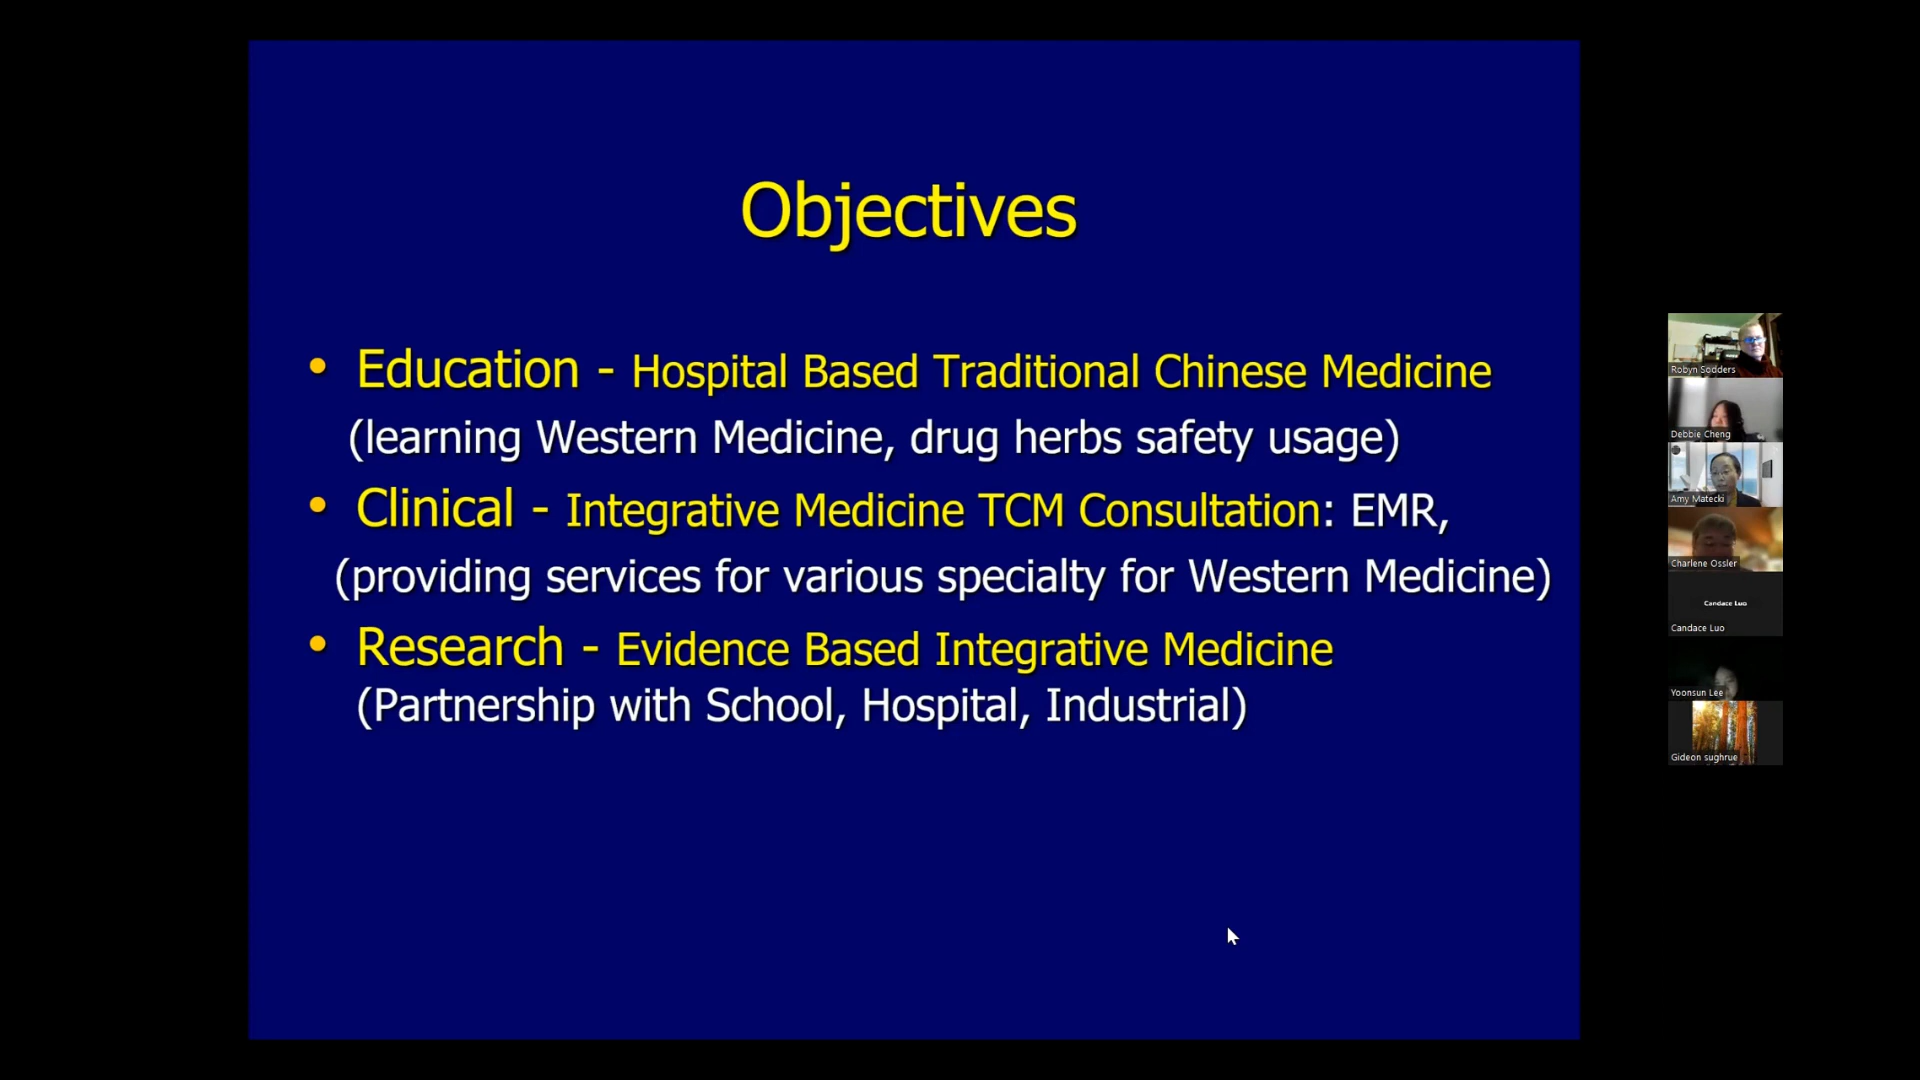 Objectives
• Education - Hospital Based Traditional Chinese Medicine
(learning Western Medicine, drug herbs safety usage)
• Clinical - Integrative Medicine TCM Consultation: EMR,
(providing services for various specialty for Western Medicine)
• Research - Evidence Based Integrative Medicine
(Partnership with School, Hospital, Industrial)
Robyn Sodders
Debbie Cheng
Amy Matecki
Charlene Ossler
Candace Luo
Candace Luo
Yoonsun Lee
Gideon sughrue